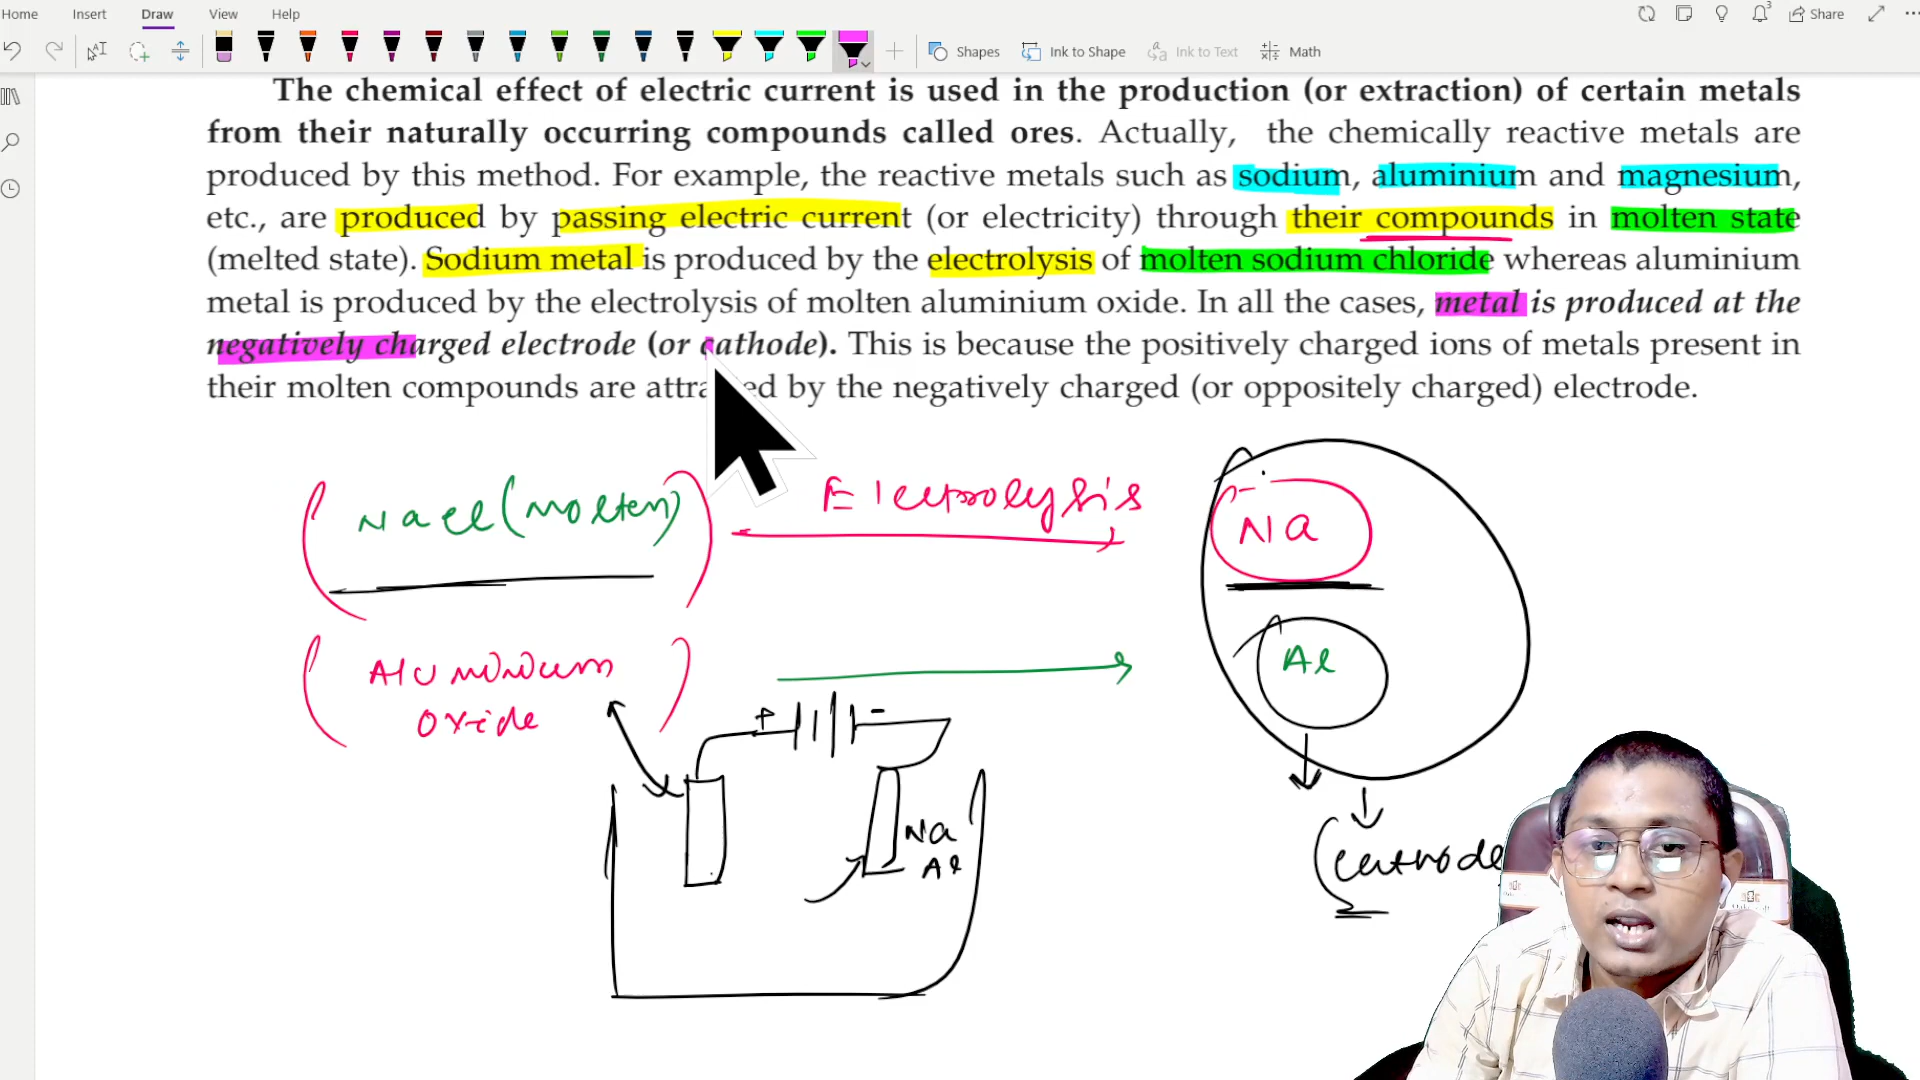 Home Insert Draw View Help
3
Share
Shapes Ink to Shape Ink to Text Math
The chemical effect of electric current is used in the production (or extraction) of certain metals
from their naturally occurring compounds called ores. Actually, the chemically reactive metals are
produced by this method. For example, the reactive metals such as sodium, aluminium and magnesium,
etc., are produced by passing electric current (or electricity) through their compounds in molten state
(melted state). Sodium metal is produced by the electrolysis of molten sodium chloride whereas aluminium
metal is produced by the electrolysis of molten aluminium oxide. In all the cases, metal is produced at the
negatively charged electrode (or cathode). This is because the positively charged ions of metals present in
their molten compounds are attra ed by the negatively charged (or oppositely charged) electrode.
NaCl (Molten)
Electrolysis
Na
Aluminium
oxide
Al
+ -
Na
Al
Cathode